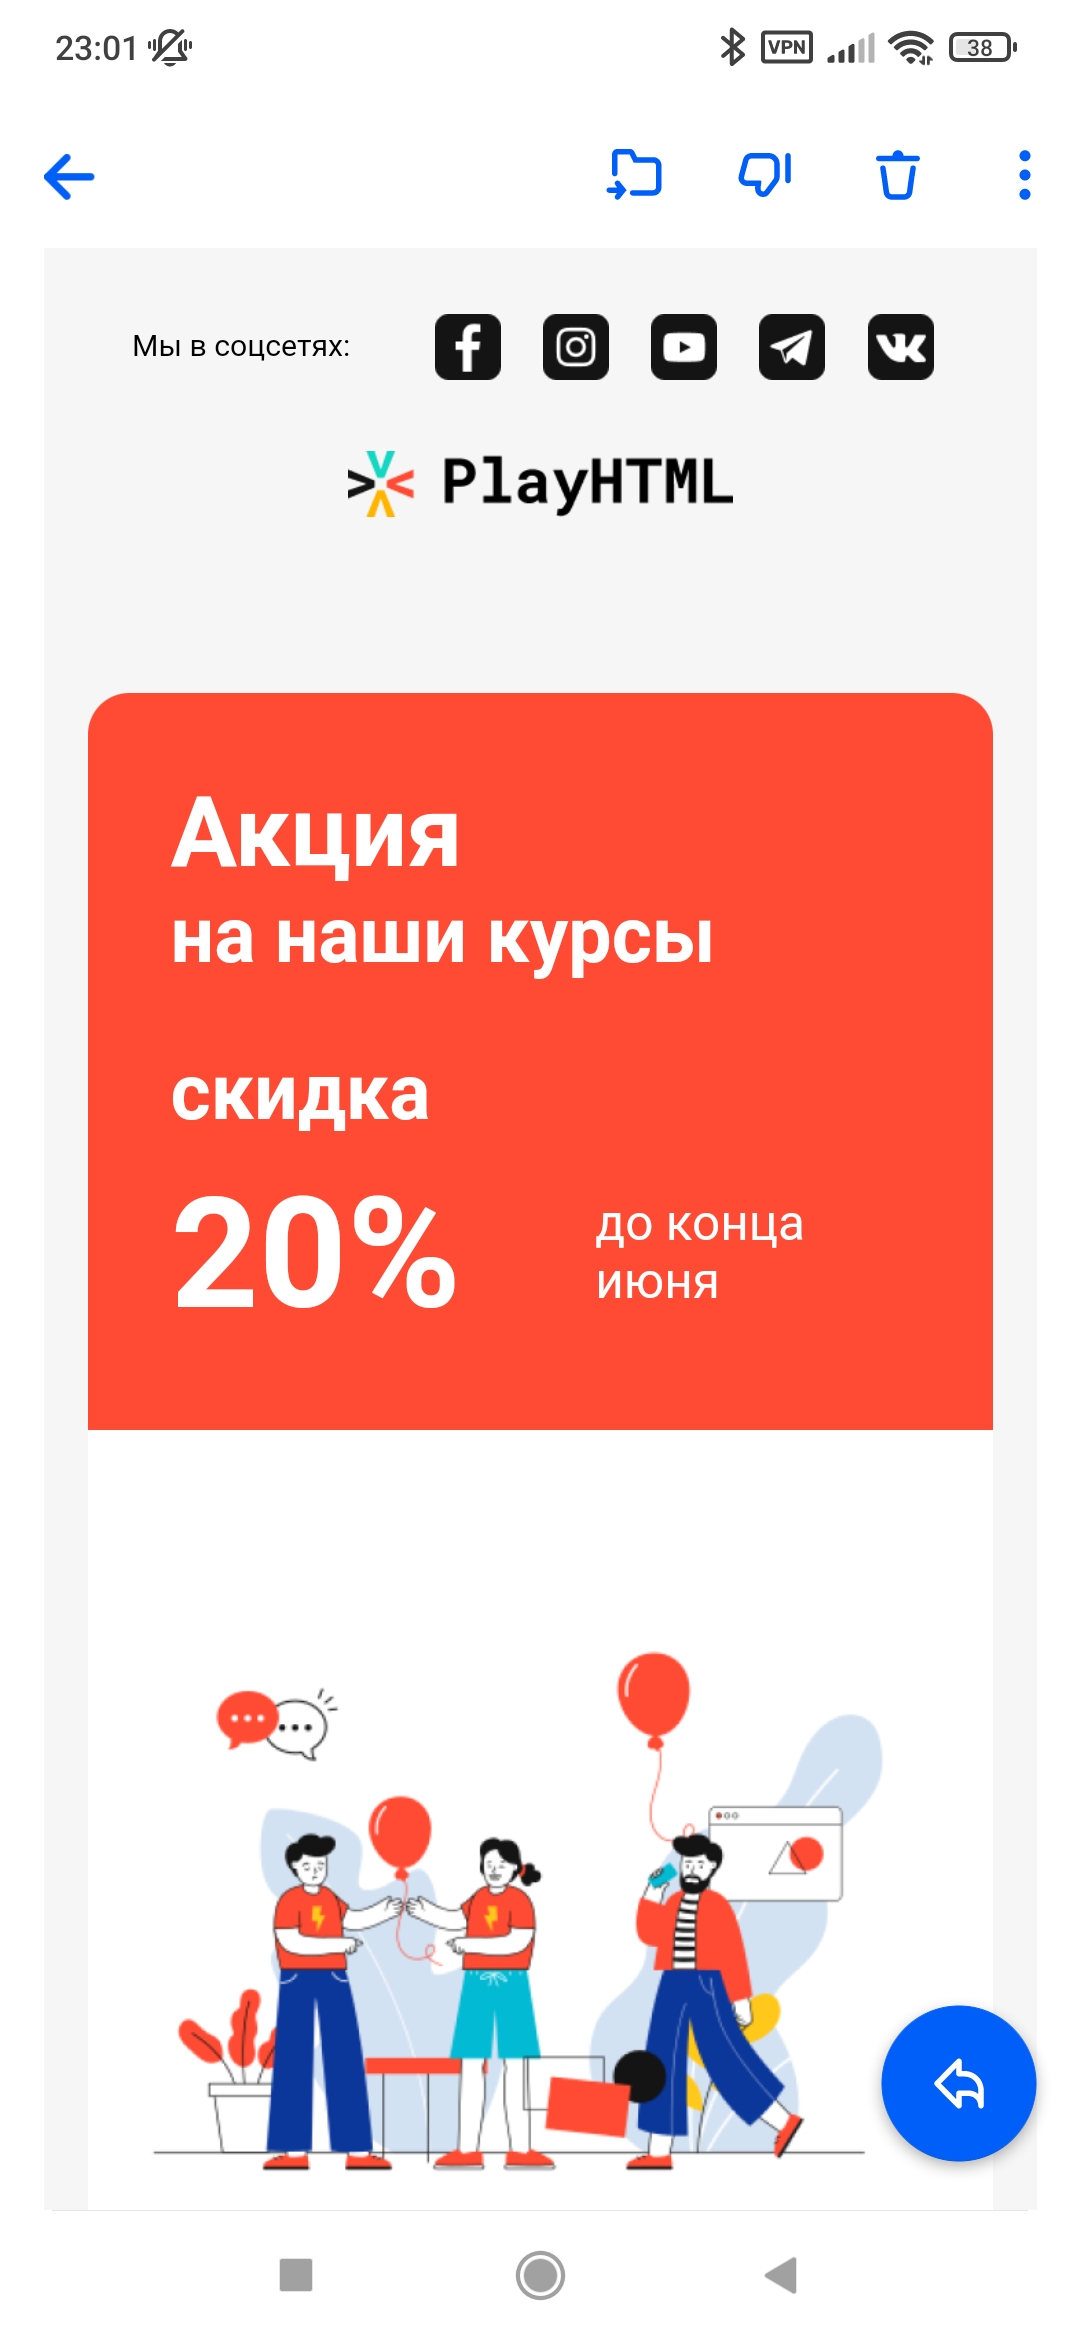 23:01
VPN
38
Мы в соцсетях:
PlayHTML
Акция
на наши курсы
скидка
20%
до конца
июня